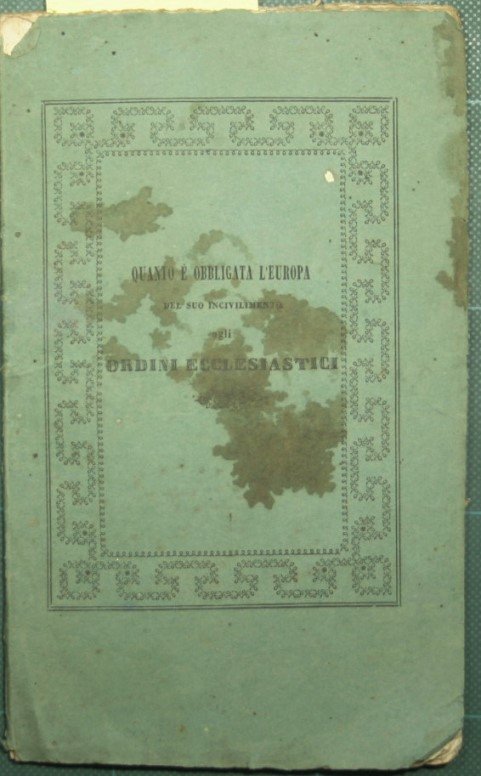 QUANTO È OBBLIGATA L'EUROPA
DEL SUO INCIVILIMENTO
agli
ORDINI ECCLESIASTICI